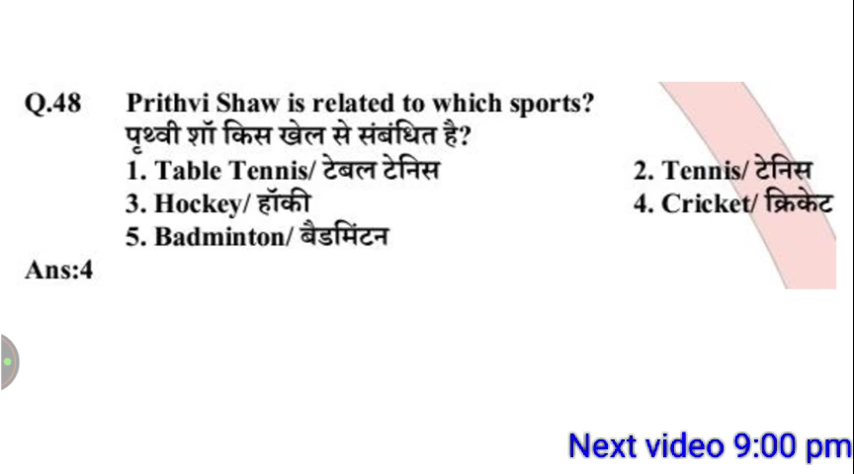 Q.48 Prithvi Shaw is related to which sports?
पृथ्वी शॉ किस खेल से संबंधित है?
1. Table Tennis/ टेबल टेनिस 2. Tennis/ टेनिस
3. Hockey/ हॉकी 4. Cricket/ क्रिकेट
5. Badminton/ बैडमिंटन
Ans:4
Next video 9:00 pm